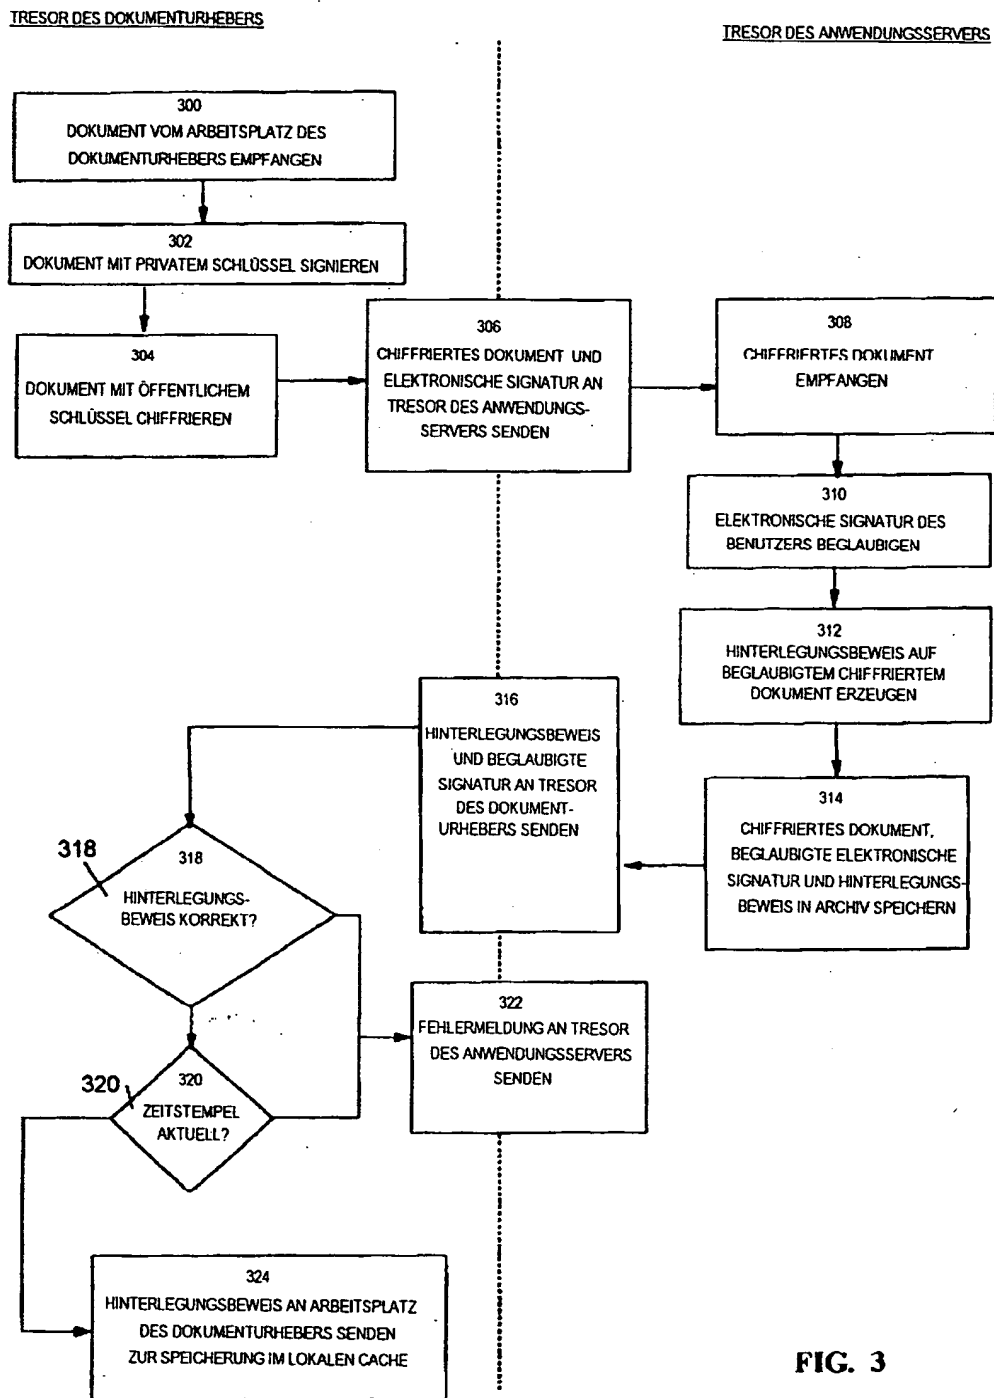 TRESOR DES DOKUMENTURHEBERS
TRESOR DES ANWENDUNGSSERVERS
300
DOKUMENT VOM ARBEITSPLATZ DES
DOKUMENTURHEBERS EMPFANGEN
302
DOKUMENT MIT PRIVATEM SCHLÜSSEL SIGNIEREN
304
DOKUMENT MIT ÖFFENTLICHEM
SCHLÜSSEL CHIFFRIEREN
306
CHIFFRIERTES DOKUMENT UND
ELEKTRONISCHE SIGNATUR AN
TRESOR DES ANWENDUNGS-
SERVERS SENDEN
308
CHIFFRIERTES DOKUMENT
EMPFANGEN
310
ELEKTRONISCHE SIGNATUR DES
BENUTZERS BEGLAUBIGEN
312
HINTERLEGUNGSBEWEIS AUF
BEGLAUBIGTEM CHIFFRIERTEM
DOKUMENT ERZEUGEN
314
CHIFFRIERTES DOKUMENT,
BEGLAUBIGTE ELEKTRONISCHE
SIGNATUR UND HINTERLEGUNGS-
BEWEIS IN ARCHIV SPEICHERN
316
HINTERLEGUNGSBEWEIS
UND BEGLAUBIGTE
SIGNATUR AN TRESOR
DES DOKUMENT-
URHEBERS SENDEN
318
318
HINTERLEGUNGS-
BEWEIS KORREKT?
320
320
ZEITSTEMPEL
AKTUELL?
322
FEHLERMELDUNG AN TRESOR
DES ANWENDUNGSSERVERS
SENDEN
324
HINTERLEGUNGSBEWEIS AN ARBEITSPLATZ
DES DOKUMENTURHEBERS SENDEN
ZUR SPEICHERUNG IM LOKALEN CACHE
FIG. 3